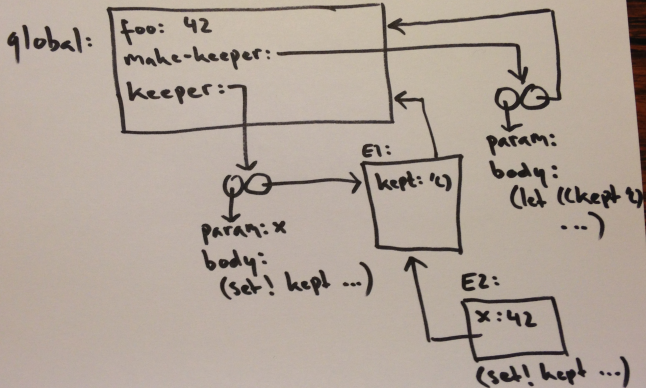 global:
foo: 42
make-keeper:
keeper:
param:
body:
(let ((kept '()
...)
E1:
kept: '()
param: x
body:
(set! kept ...)
E2:
x: 42
(set! kept ...)